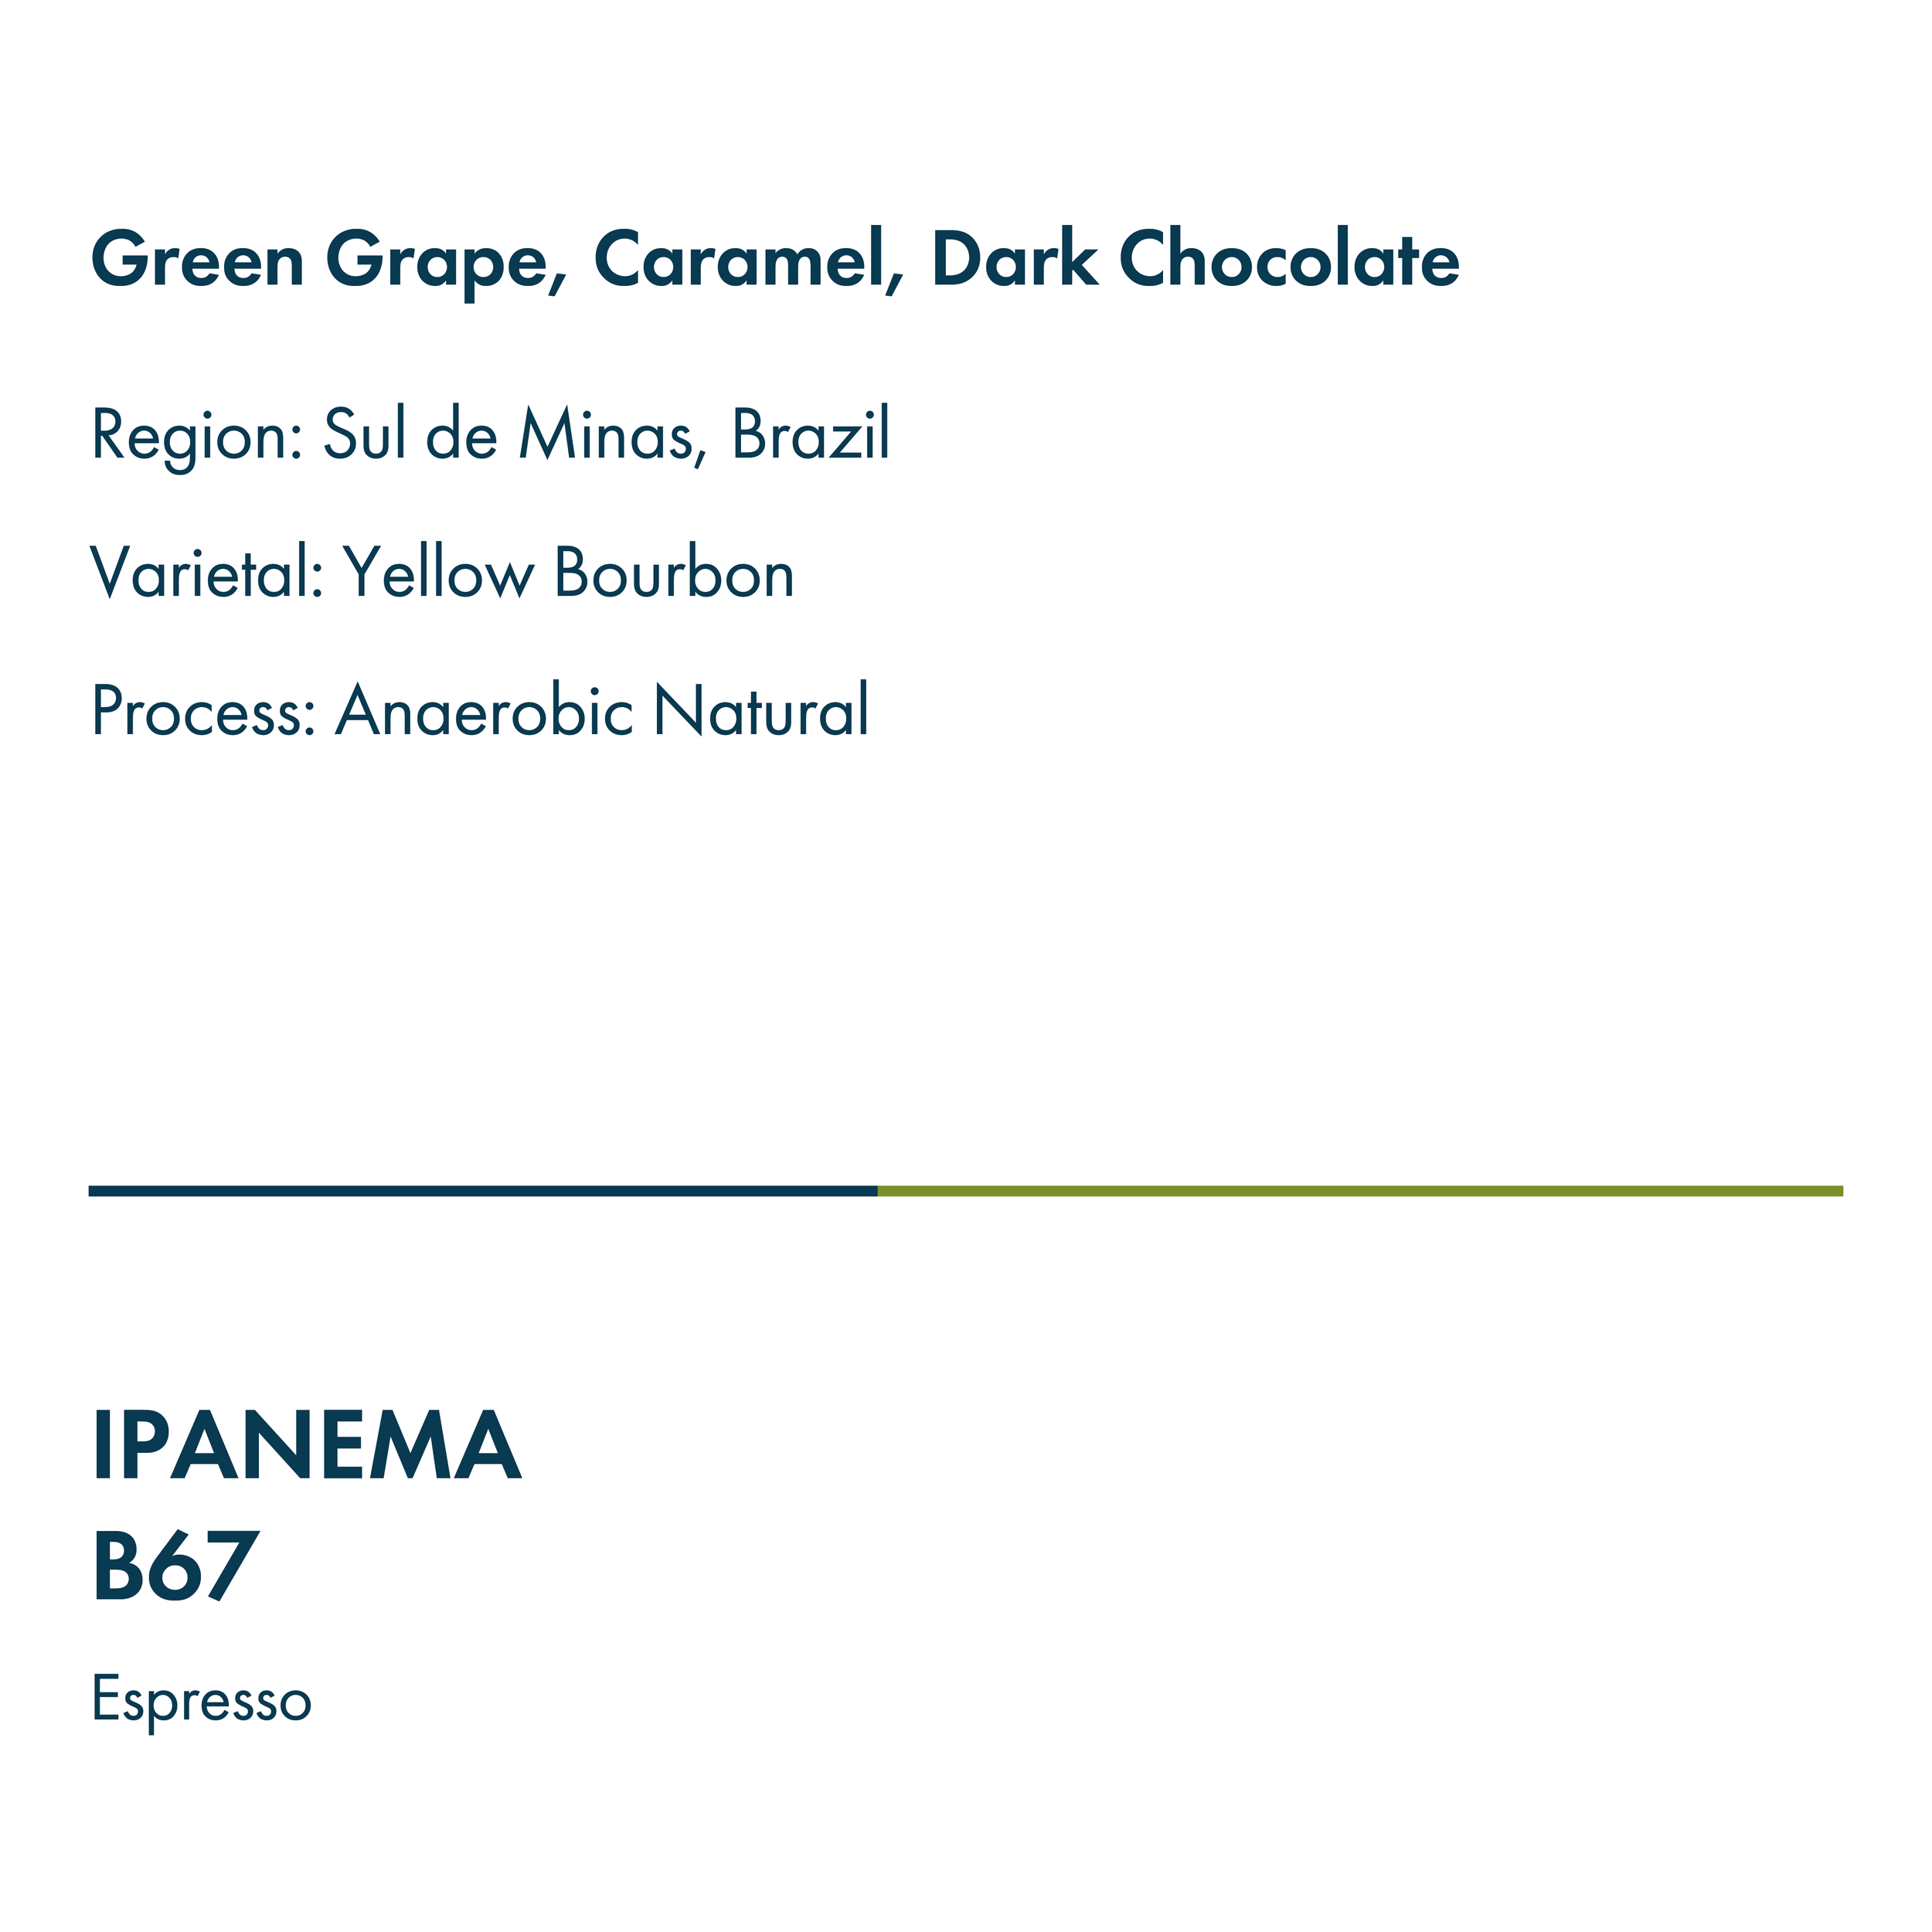 Green Grape, Caramel, Dark Chocolate
Region: Sul de Minas, Brazil
Varietal: Yellow Bourbon
Process: Anaerobic Natural
IPANEMA
B67
Espresso